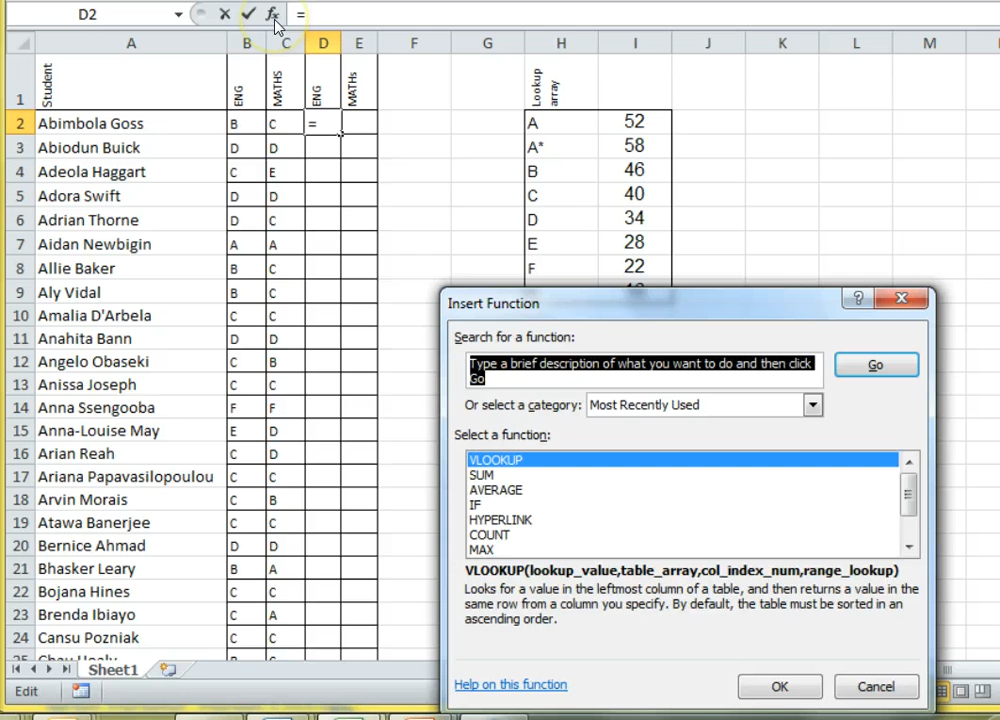 D2 fx =
A B C D E F G H I J K L M
1 Student ENG MATHS ENG MATHs Lookup array
2 Abimbola Goss B C = A 52
3 Abiodun Buick D D A* 58
4 Adeola Haggart C E B 46
5 Adora Swift D D C 40
6 Adrian Thorne D C D 34
7 Aidan Newbigin A A E 28
8 Allie Baker B C F 22
9 Aly Vidal B C
10 Amalia D'Arbela C C
11 Anahita Bann D D
12 Angelo Obaseki C B
13 Anissa Joseph C C
14 Anna Ssengooba F F
15 Anna-Louise May E D
16 Arian Reah C D
17 Ariana Papavasilopoulou C C
18 Arvin Morais C B
19 Atawa Banerjee C C
20 Bernice Ahmad D D
21 Bhasker Leary B A
22 Bojana Hines C C
23 Brenda Ibiayo C A
24 Cansu Pozniak C C
Sheet1
Edit
Insert Function
Search for a function:
Type a brief description of what you want to do and then click
Go
Go
Or select a category: Most Recently Used
Select a function:
VLOOKUP
SUM
AVERAGE
IF
HYPERLINK
COUNT
MAX
VLOOKUP(lookup_value,table_array,col_index_num,range_lookup)
Looks for a value in the leftmost column of a table, and then returns a value in the
same row from a column you specify. By default, the table must be sorted in an
ascending order.
Help on this function
OK Cancel